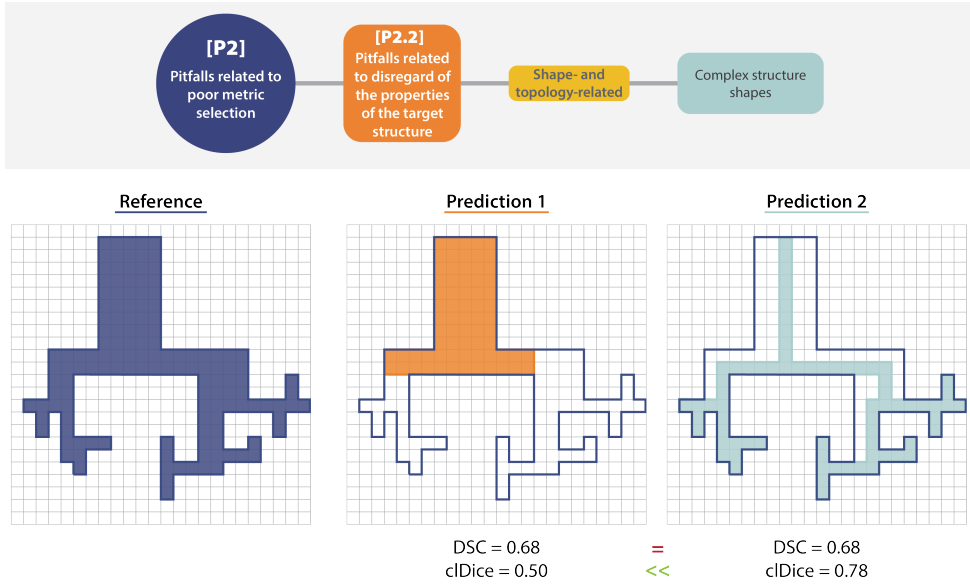 [P2]
Pitfalls related to
poor metric
selection
[P2.2]
Pitfalls related
to disregard of
the properties
of the target
structure
Shape- and
topology-related
Complex structure
shapes
Reference
Prediction 1
Prediction 2
DSC = 0.68 = DSC = 0.68
clDice = 0.50 << clDice = 0.78